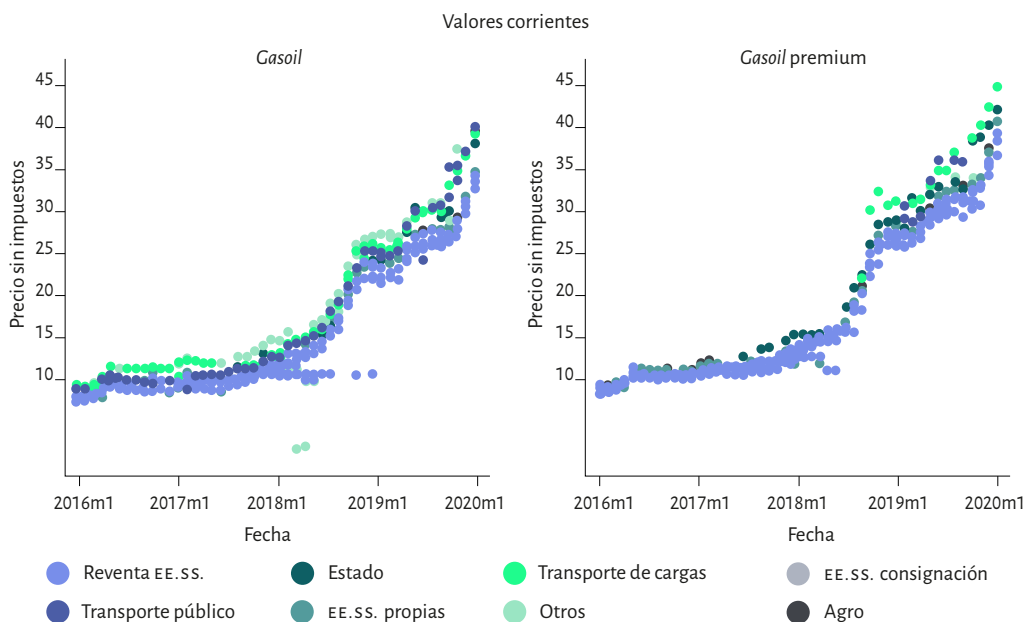 Valores corrientes
Gasoil
Precio sin impuestos
45
40
35
30
25
20
15
10
2016m1 2017m1 2018m1 2019m1 2020m1
Fecha
Gasoil premium
Precio sin impuestos
45
40
35
30
25
20
15
10
2016m1 2017m1 2018m1 2019m1 2020m1
Fecha
Reventa EE.SS. Estado Transporte de cargas EE.SS. consignación
Transporte público EE.SS. propias Otros Agro